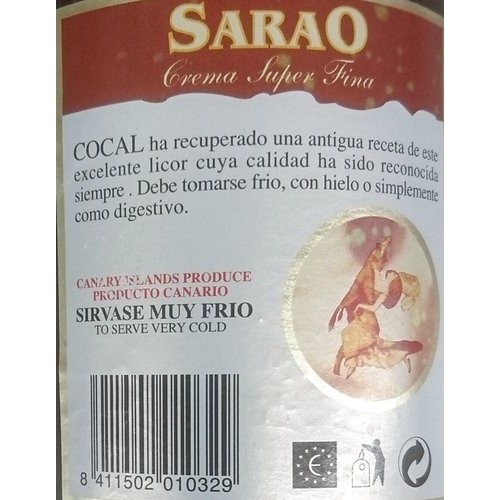 SARAO
Crema Super Fina
COCAL ha recuperado una antigua receta de este
excelente licor cuya calidad ha sido reconocida
siempre . Debe tomarse frio, con hielo o simplemente
como digestivo.
CANARY ISLANDS PRODUCE
PRODUCTO CANARIO
SIRVASE MUY FRIO
TO SERVE VERY COLD
8 411502 010329